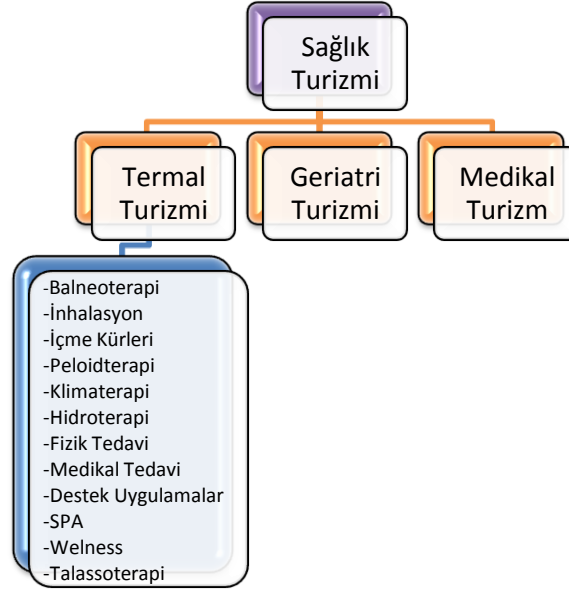 Sağlık
Turizmi
Termal
Turizmi
Geriatri
Turizmi
Medikal
Turizm
-Balneoterapi
-İnhalasyon
-İçme Kürleri
-Peloidterapi
-Klimaterapi
-Hidroterapi
-Fizik Tedavi
-Medikal Tedavi
-Destek Uygulamalar
-SPA
-Welness
-Talassoterapi